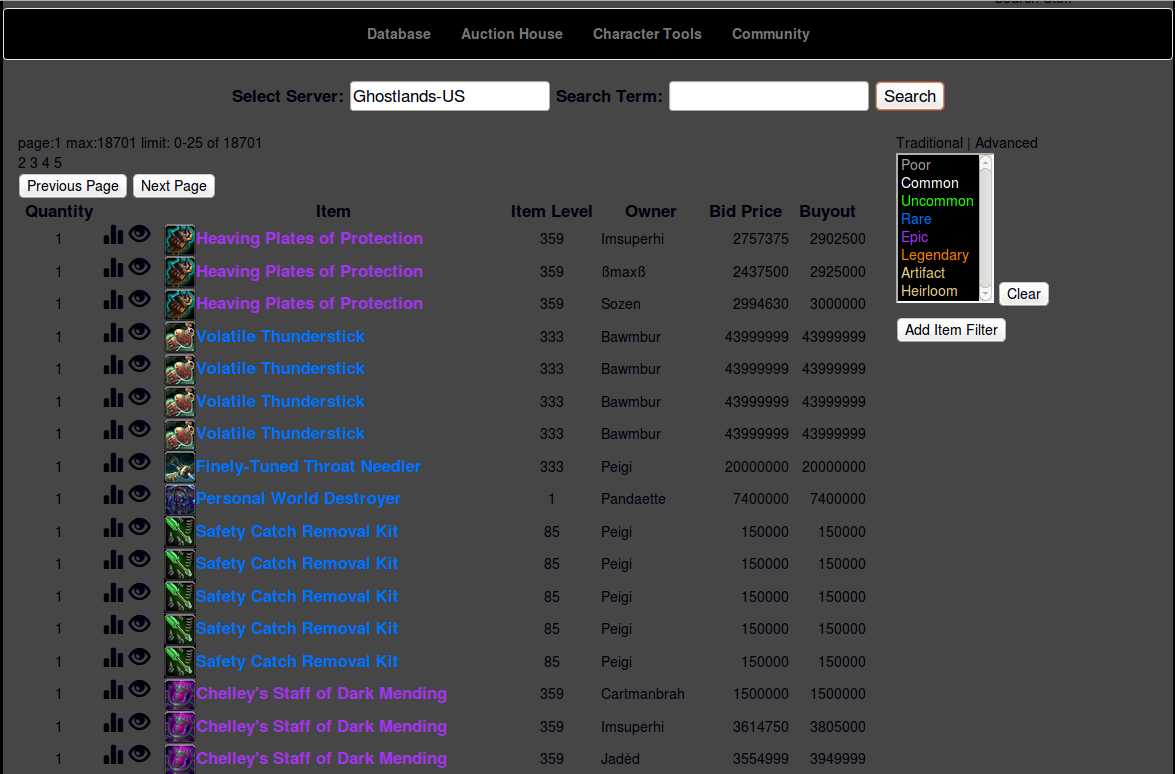 Database Auction House Character Tools Community
Select Server: Ghostlands-US Search Term: Search
page:1 max:18701 limit: 0-25 of 18701
2 3 4 5
Previous Page Next Page
Quantity Item Item Level Owner Bid Price Buyout
1 Heaving Plates of Protection 359 Imsuperhi 2757375 2902500
1 Heaving Plates of Protection 359 ßmaxß 2437500 2925000
1 Heaving Plates of Protection 359 Sozen 2994630 3000000
1 Volatile Thunderstick 333 Bawmbur 43999999 43999999
1 Volatile Thunderstick 333 Bawmbur 43999999 43999999
1 Volatile Thunderstick 333 Bawmbur 43999999 43999999
1 Volatile Thunderstick 333 Bawmbur 43999999 43999999
1 Finely-Tuned Throat Needler 333 Peigi 20000000 20000000
1 Personal World Destroyer 1 Pandaette 7400000 7400000
1 Safety Catch Removal Kit 85 Peigi 150000 150000
1 Safety Catch Removal Kit 85 Peigi 150000 150000
1 Safety Catch Removal Kit 85 Peigi 150000 150000
1 Safety Catch Removal Kit 85 Peigi 150000 150000
1 Safety Catch Removal Kit 85 Peigi 150000 150000
1 Chelley's Staff of Dark Mending 359 Cartmanbrah 1500000 1500000
1 Chelley's Staff of Dark Mending 359 Imsuperhi 3614750 3805000
1 Chelley's Staff of Dark Mending 359 Jadèd 3554999 3949999
Traditional | Advanced
Poor
Common
Uncommon
Rare
Epic
Legendary
Artifact
Heirloom
Clear
Add Item Filter